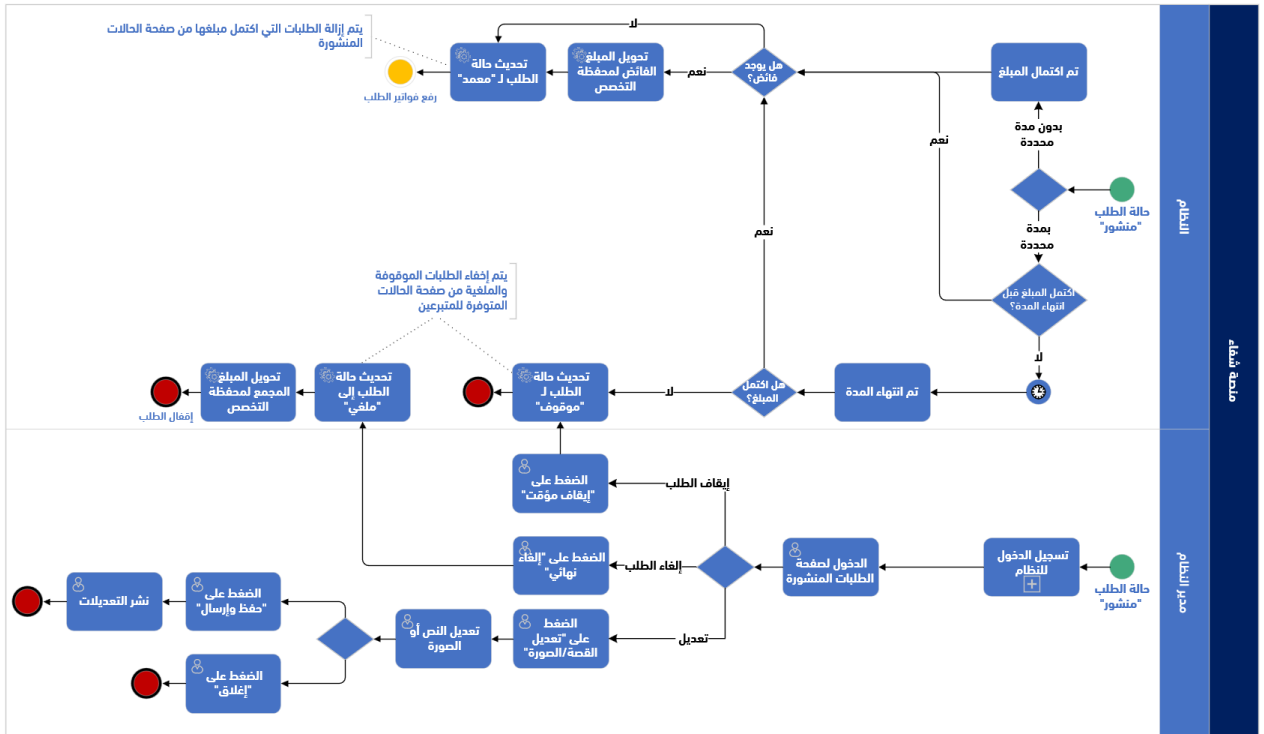 منصة شفاء
النظام
حالة الطلب
"منشور"
بدون مدة
محددة
تم اكتمال المبلغ
بمدة
محددة
اكتمل المبلغ قبل
انتهاء المدة؟
نعم
لا
تم انتهاء المدة
هل اكتمل
المبلغ؟
نعم
لا
هل يوجد
فائض؟
لا
نعم
تحويل المبلغ
الفائض لمحفظة
التخصص
تحديث حالة
الطلب لـ "معمد"
رفع فواتير الطلب
يتم إزالة الطلبات التي اكتمل مبلغها من صفحة الحالات
المنشورة
يتم إخفاء الطلبات الموقوفة
والملغية من صفحة الحالات
المتوفرة للمتبرعين
تحديث حالة
الطلب لـ
"موقوف"
تحديث حالة
الطلب إلى
"ملغي"
تحويل المبلغ
المجمع لمحفظة
التخصص
إقفال الطلب
مدير النظام
حالة الطلب
"منشور"
تسجيل الدخول
للنظام
الدخول لصفحة
الطلبات المنشورة
إيقاف الطلب
الضغط على
"إيقاف مؤقت"
إلغاء الطلب
الضغط على "إلغاء
نهائي"
تعديل
الضغط
على "تعديل
القصة/الصورة"
تعديل النص أو
الصورة
الضغط على
"حفظ وإرسال"
نشر التعديلات
الضغط على
"إغلاق"